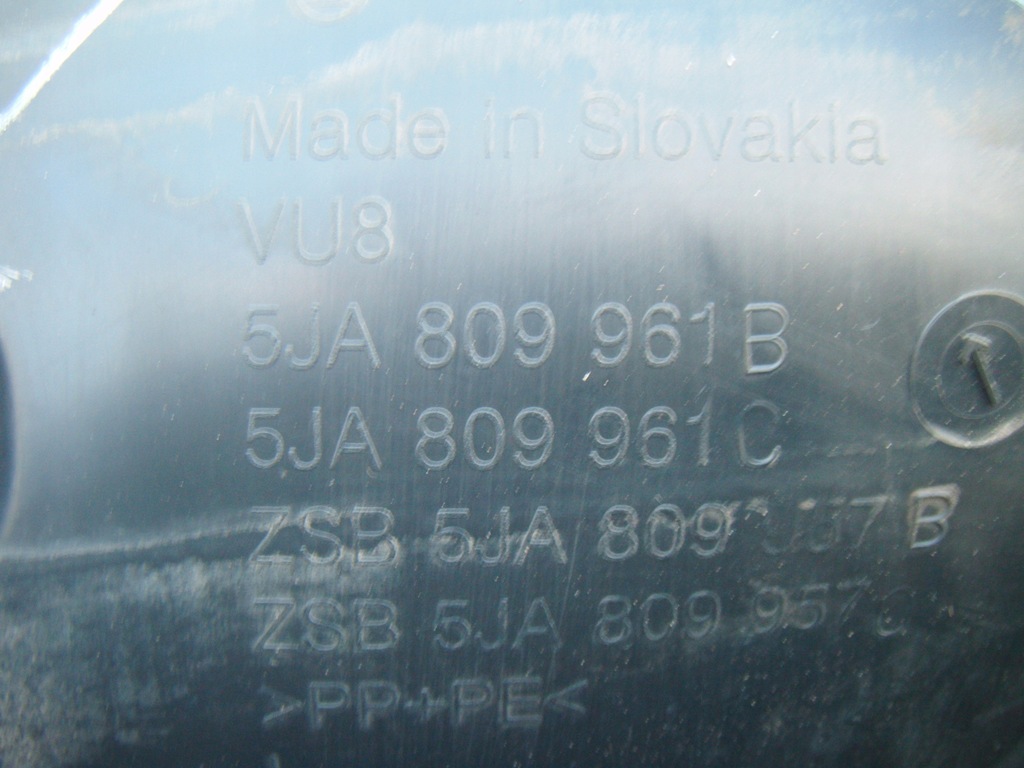 Made in Slovakia
VU8
5JA 809 961 B
5JA 809 961 C
ZSB 5JA 809 B
ZSB 5JA 809 957 C
>PP+PE<